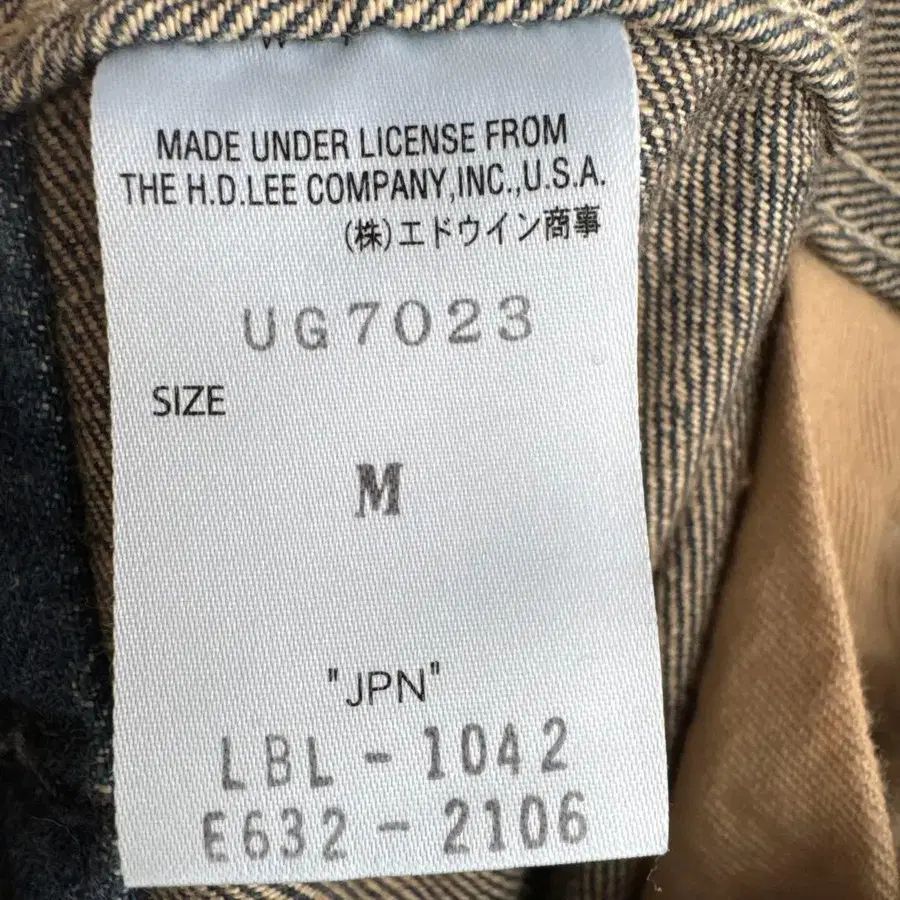 MADE UNDER LICENSE FROM
THE H.D.LEE COMPANY,INC.,U.S.A.
(株)エドウイン商事
UG7023
SIZE
M
"JPN"
LBL - 1042
E632 - 2106